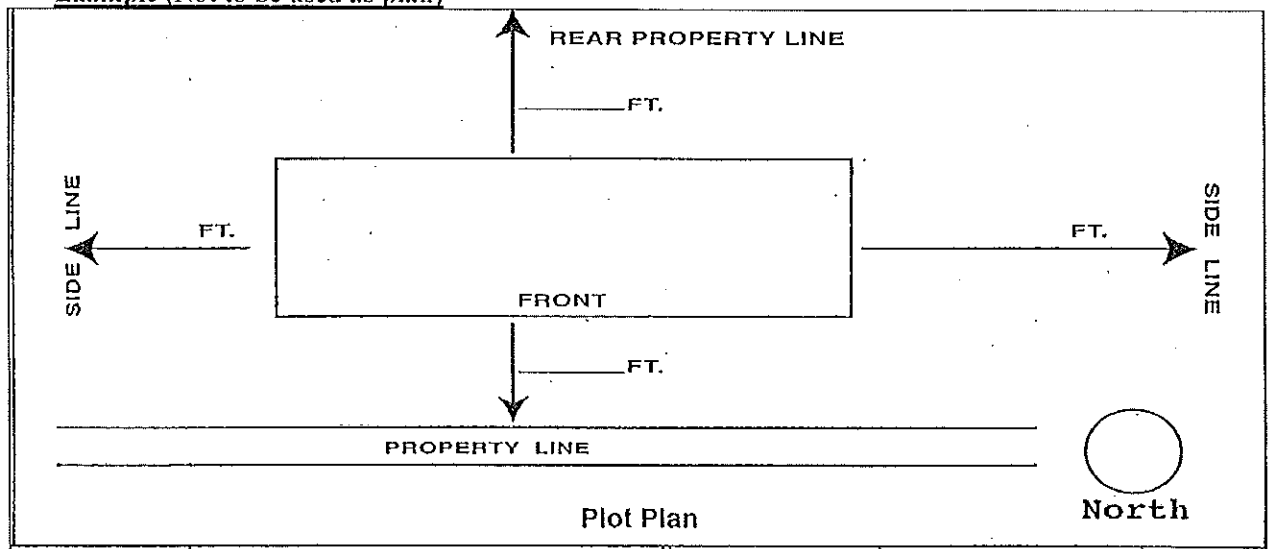 REAR PROPERTY LINE
FT.
SIDE LINE
FT.
FT.
SIDE LINE
FRONT
FT.
PROPERTY LINE
North
Plot Plan